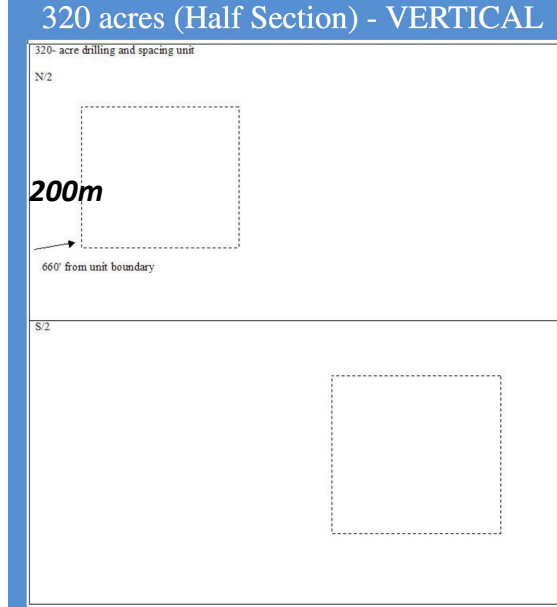 320 acres (Half Section) - VERTICAL
320- acre drilling and spacing unit
N/2
200m
660' from unit boundary
S/2